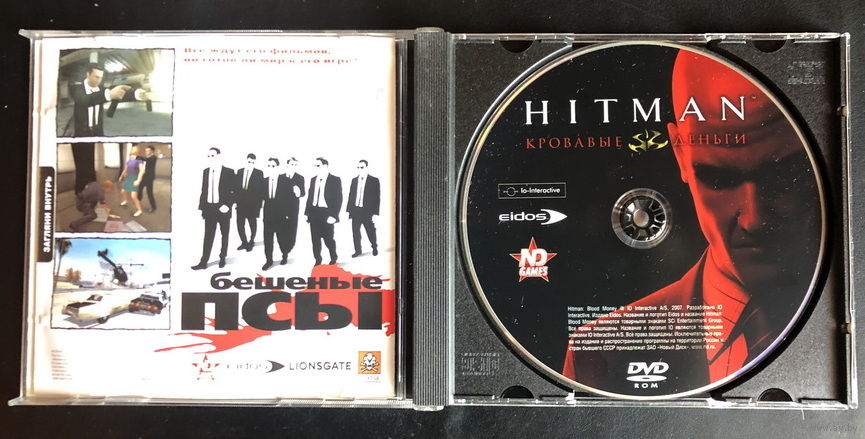 Все ждут его фильмов,
но готов ли мир к его игре?
ЗАГЛЯНИ ВНУТРЬ
бешеные
ПСЫ
eidos LIONSGATE
HITMAN
КРОВАВЫЕ ДЕНЬГИ
Io-Interactive
eidos
ND
GAMES
Hitman: Blood Money @ IO Interactive A/S, 2007. Разработано IO
Interactive. Издано Eidos. Название и логотип Eidos и название Hitman
Blood Money являются товарными знаками SCi Entertainment Group.
Все права защищены. Название и логотип IO являются товарными
знаками IO Interactive A/S. Все права защищены. Исключительные пра-
ва на издание и распространение программы на территории России и
стран бывшего СССР принадлежат ЗАО «Новый Диск», www.nd.ru.
DVD
ROM
ay.by